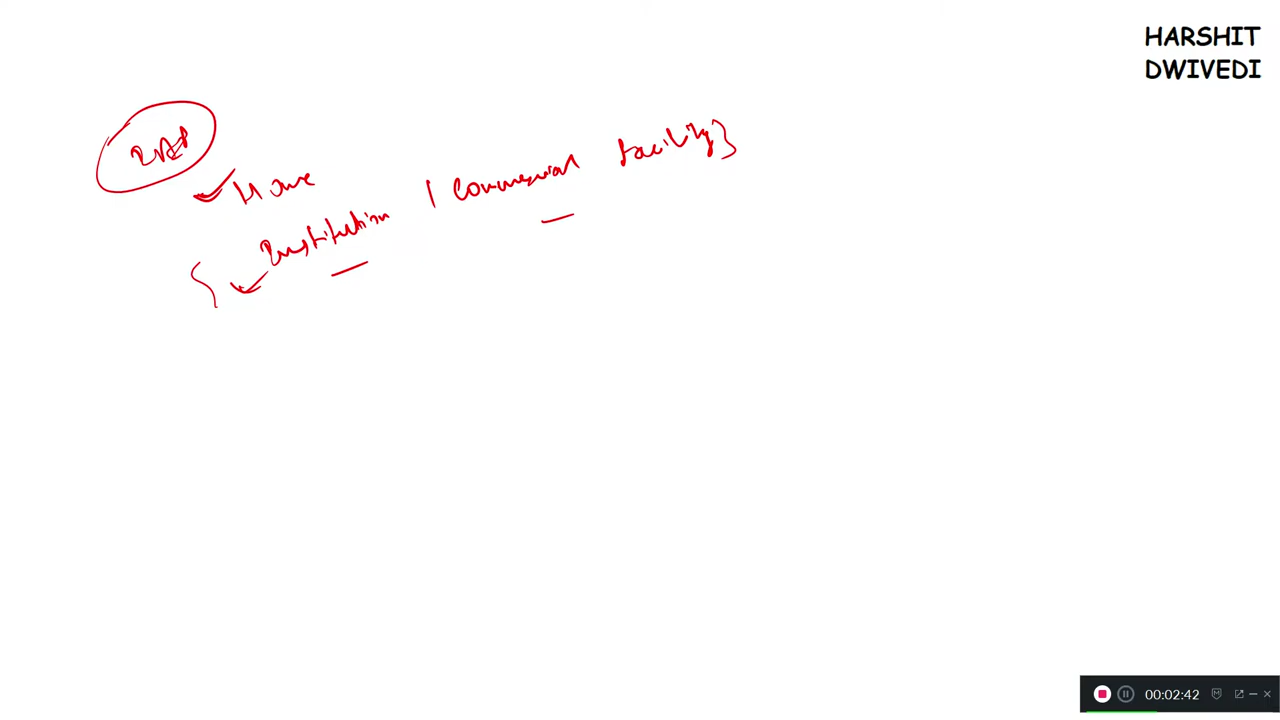 HARSHIT
DWIVEDI
Home
Institution / Commercial facility}
00:02:42